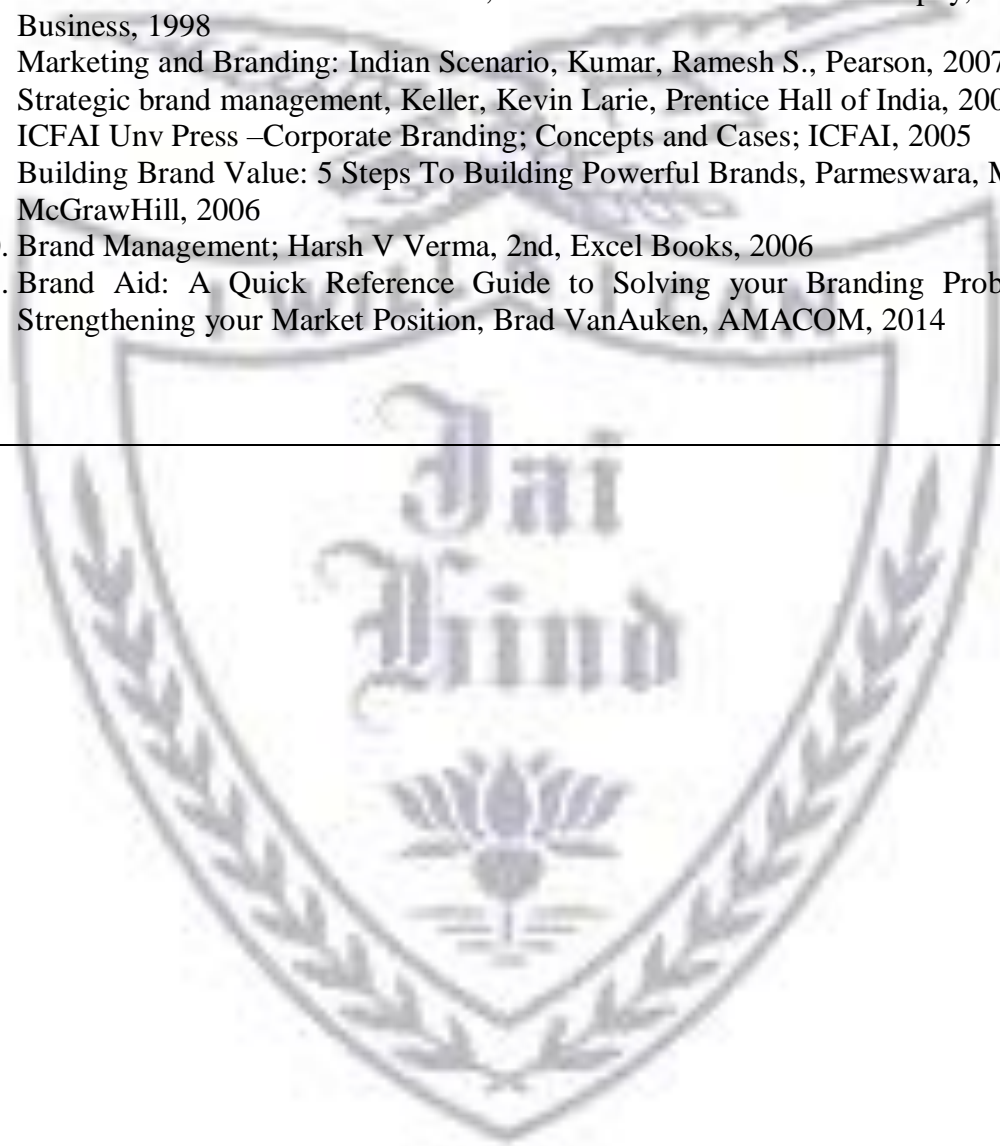 Business, 1998
Marketing and Branding: Indian Scenario, Kumar, Ramesh S., Pearson, 2007
Strategic brand management, Keller, Kevin Larie, Prentice Hall of India, 200
ICFAI Unv Press –Corporate Branding; Concepts and Cases; ICFAI, 2005
Building Brand Value: 5 Steps To Building Powerful Brands, Parmeswara,
McGrawHill, 2006
. Brand Management; Harsh V Verma, 2nd, Excel Books, 2006
. Brand Aid: A Quick Reference Guide to Solving your Branding Prob
Strengthening your Market Position, Brad VanAuken, AMACOM, 2014
I WILL & I CAN
Jai
Hind